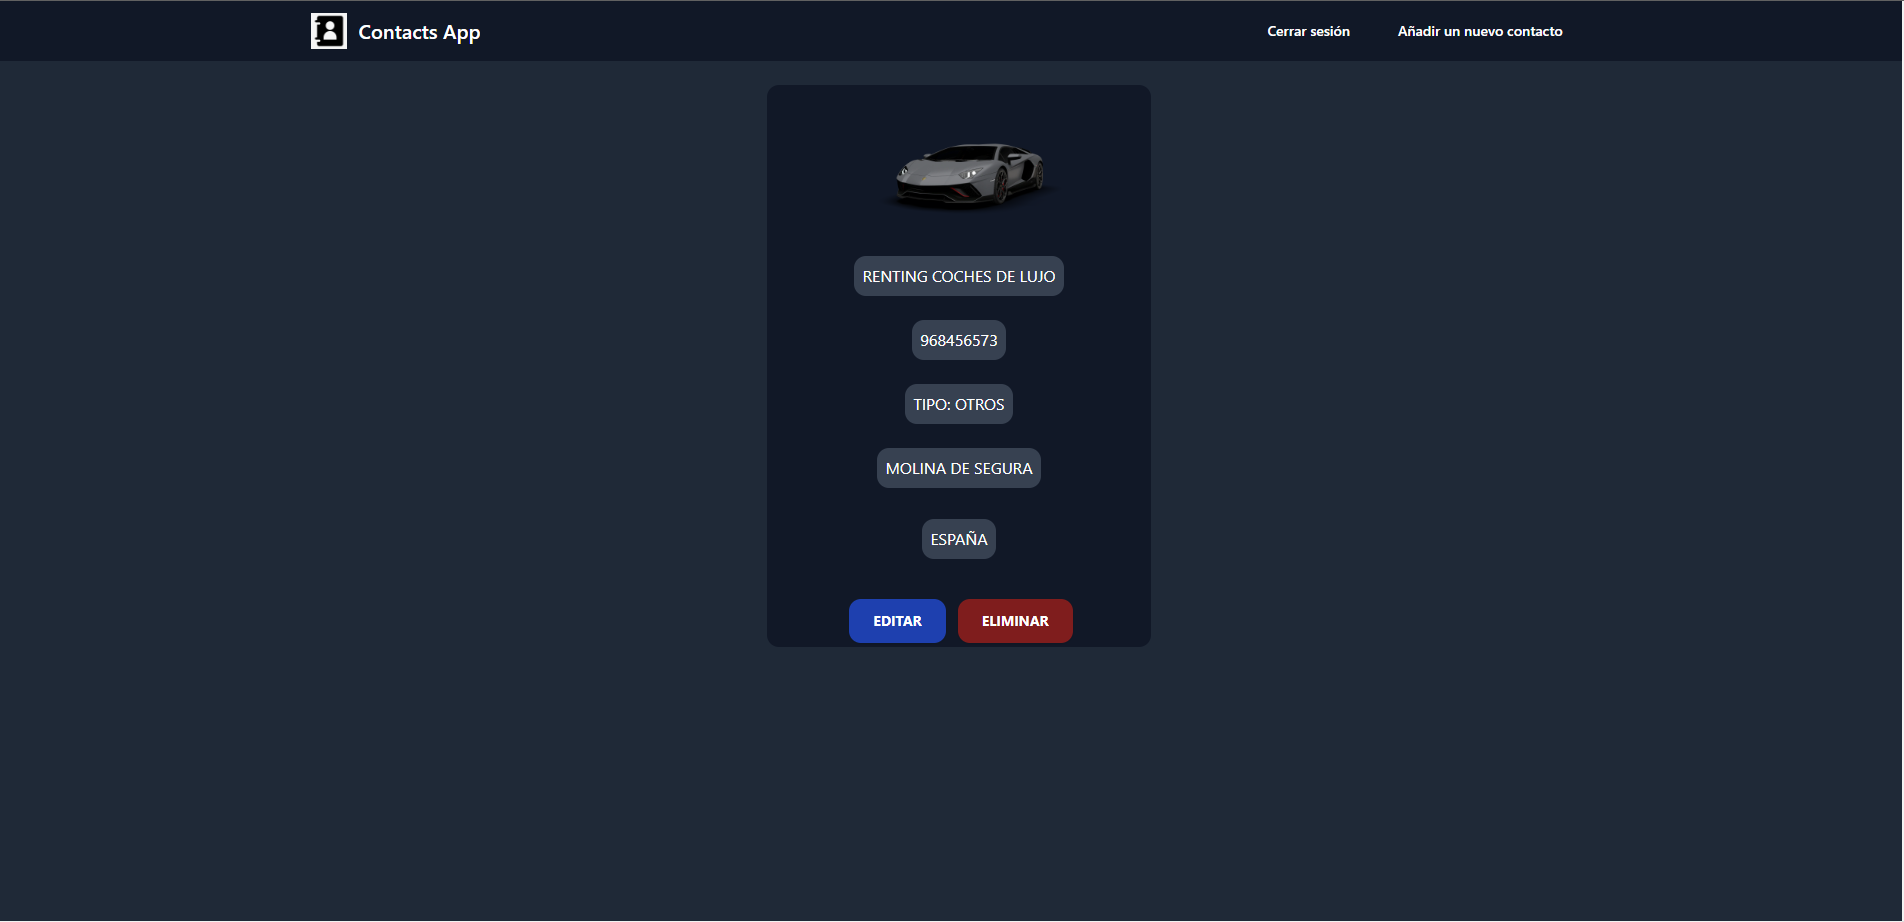 Contacts App
Cerrar sesión
Añadir un nuevo contacto
RENTING COCHES DE LUJO
968456573
TIPO: OTROS
MOLINA DE SEGURA
ESPAÑA
EDITAR
ELIMINAR